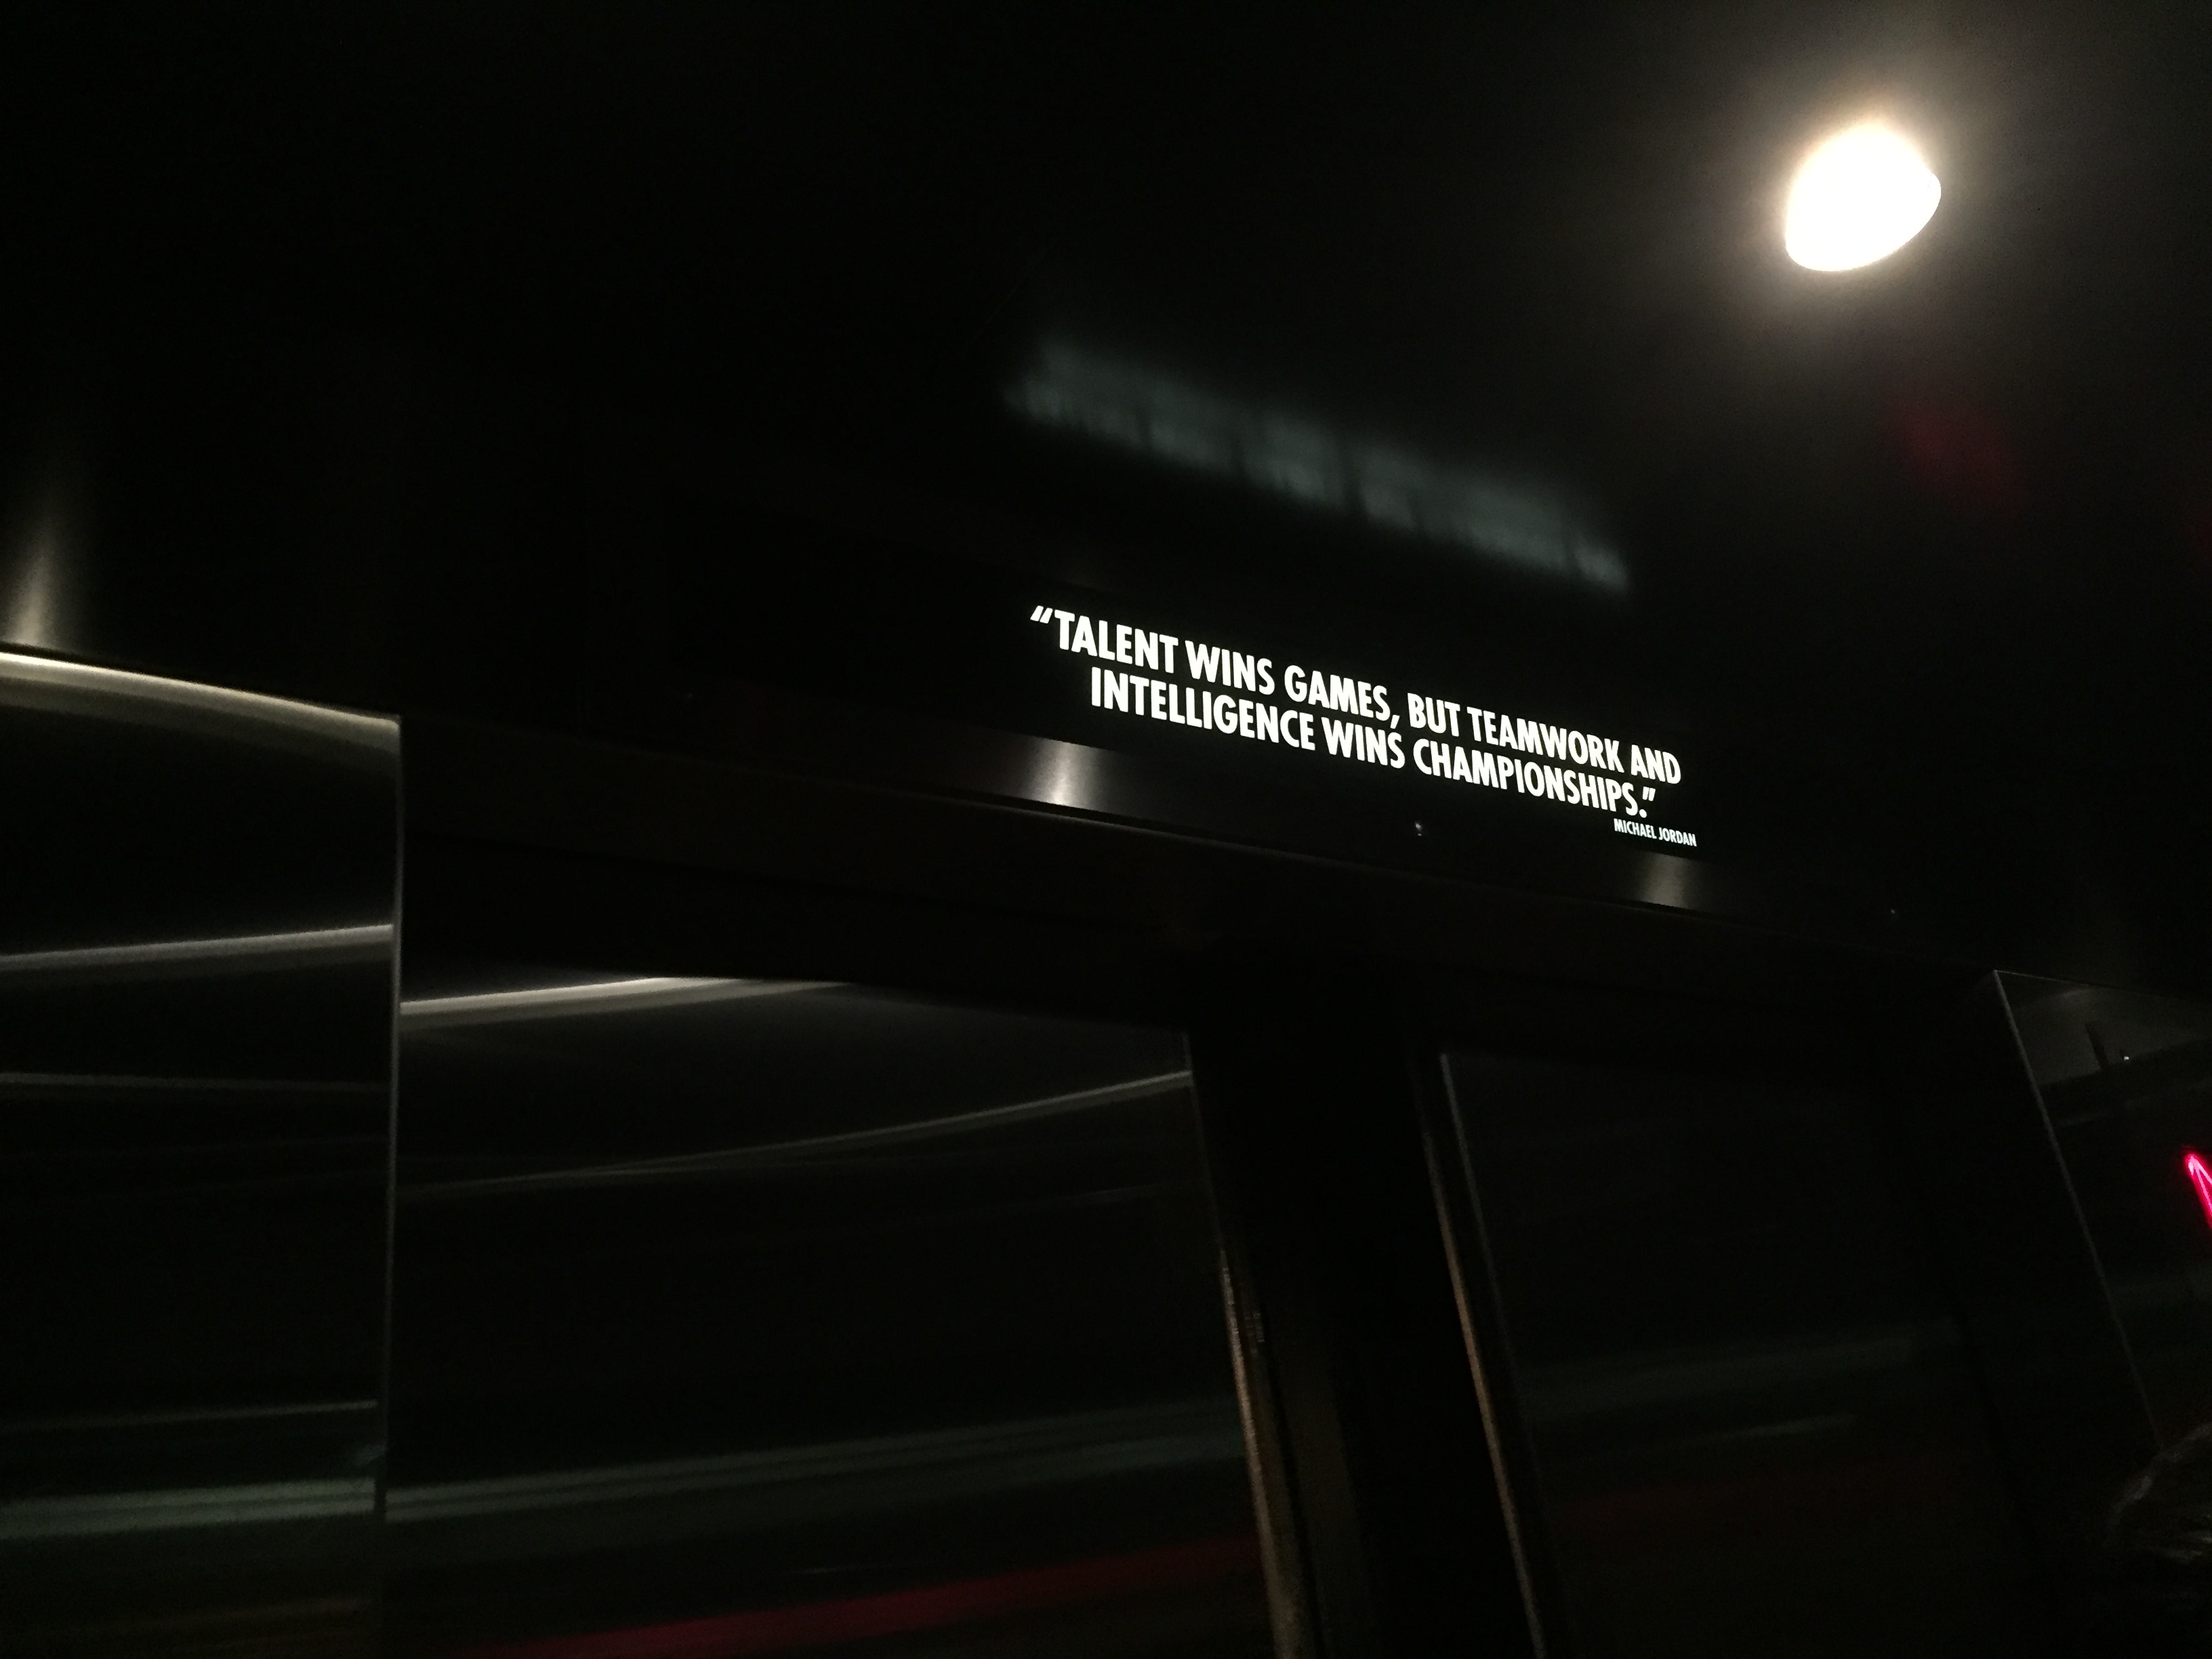 “TALENT WINS GAMES, BUT TEAMWORK AND
INTELLIGENCE WINS CHAMPIONSHIPS.”
MICHAEL JORDAN